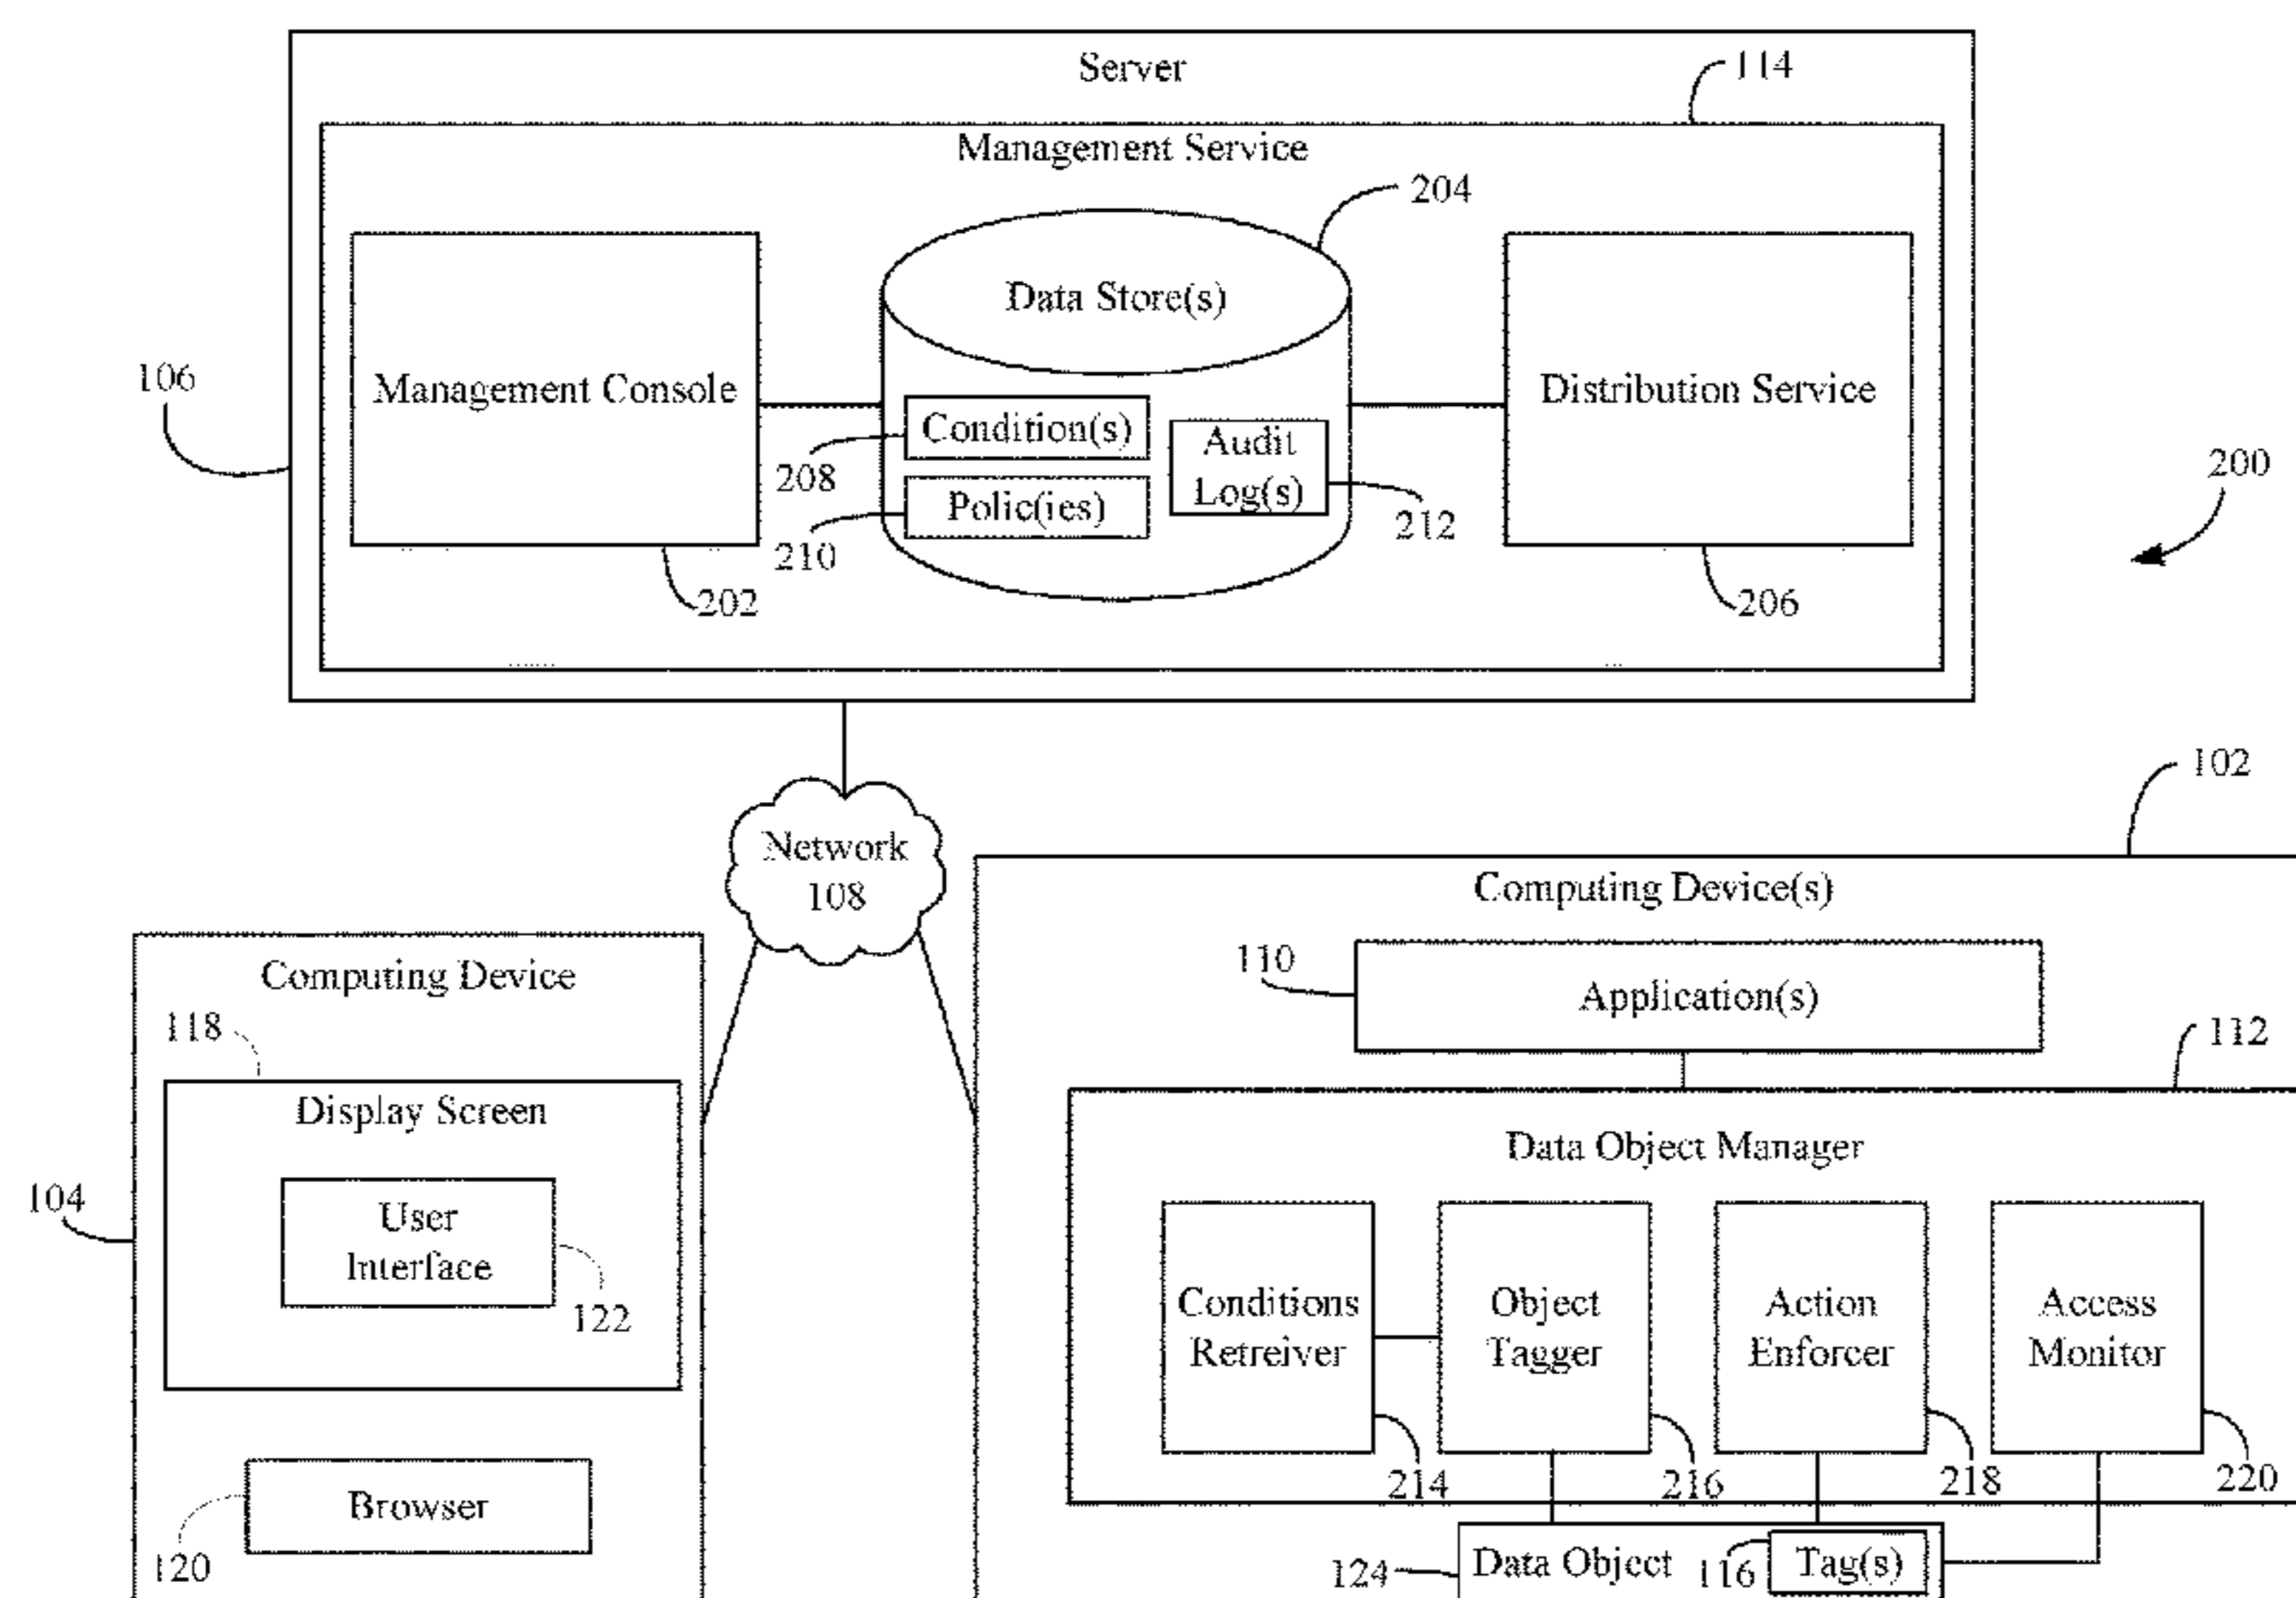 Server
114
Management Service
204
Data Store(s)
Management Console
Distribution Service
106
Condition(s)
208
Audit
Log(s)
200
Polic(ies)
210
212
202
206
102
Network
108
Computing Device(s)
110
Application(s)
Computing Device
118
112
Display Screen
Data Object Manager
104
User
Interface
122
Conditions
Retreiver
Object
Tagger
Action
Enforcer
Access
Monitor
214
216
218
220
Browser
120
124
Data Object
116
Tag(s)